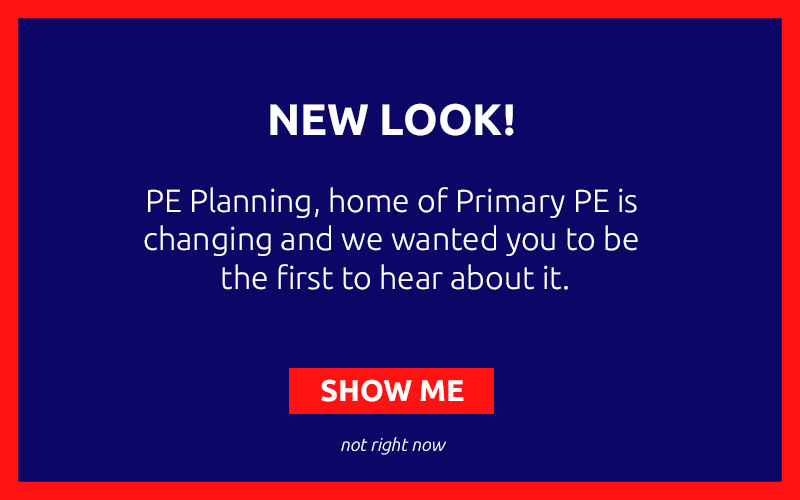 NEW LOOK!
PE Planning, home of Primary PE is
changing and we wanted you to be
the first to hear about it.
SHOW ME
not right now